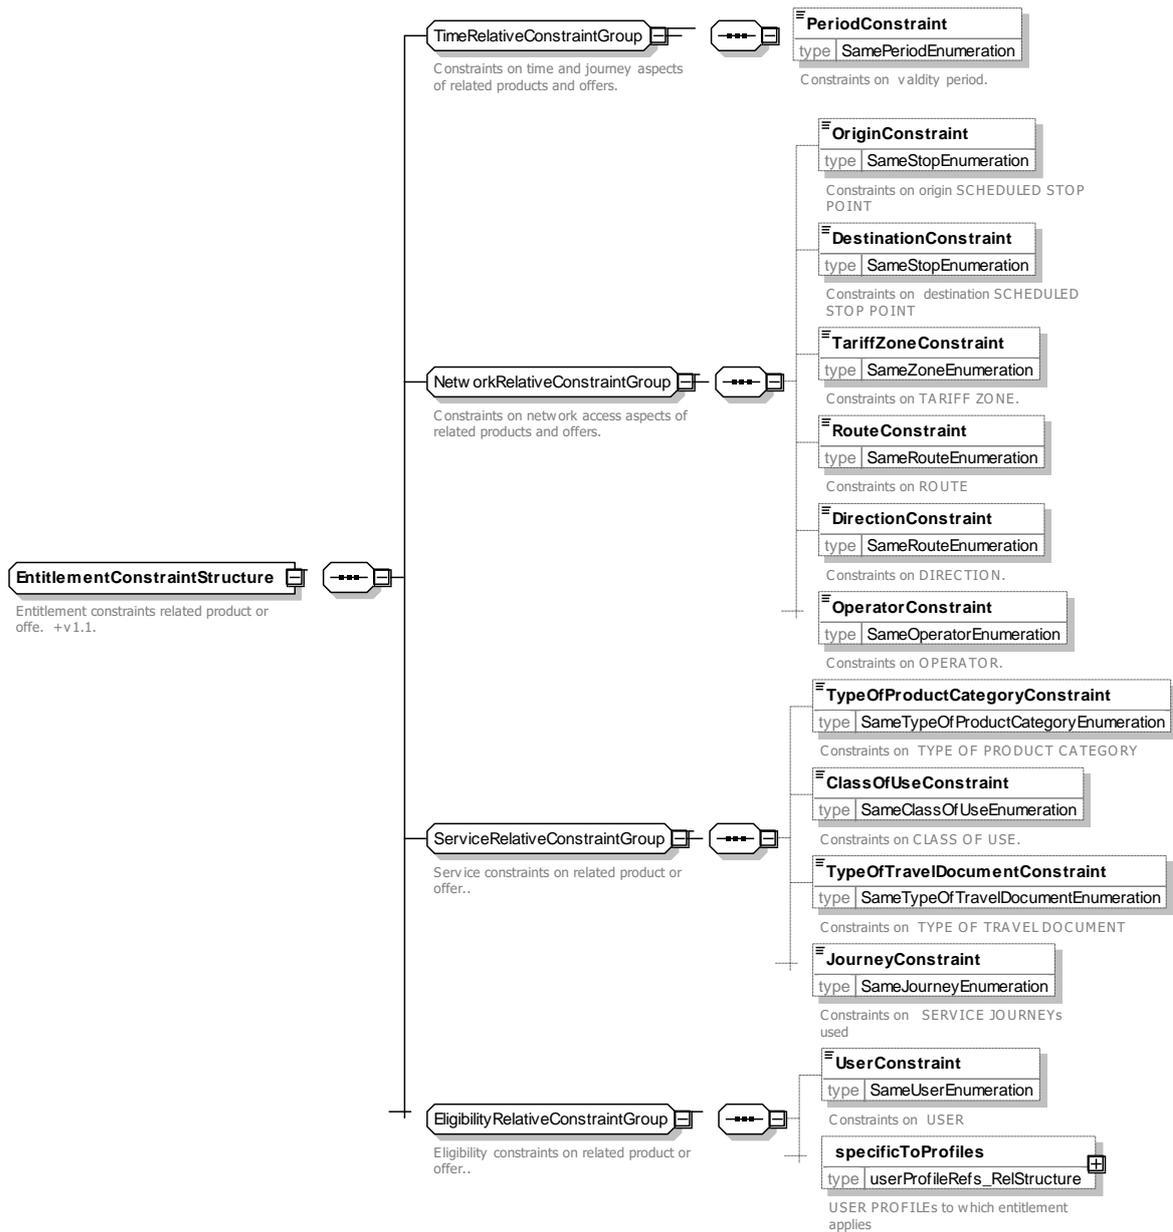 TimeRelativeConstraintGroup
Constraints on time and journey aspects
of related products and offers.
PeriodConstraint
type SamePeriodEnumeration
Constraints on valdity period.
OriginConstraint
type SameStopEnumeration
Constraints on origin SCHEDULED STOP
POINT
DestinationConstraint
type SameStopEnumeration
Constraints on destination SCHEDULED
STOP POINT
TariffZoneConstraint
type SameZoneEnumeration
Constraints on TARIFF ZONE.
NetworkRelativeConstraintGroup
Constraints on network access aspects of
related products and offers.
RouteConstraint
type SameRouteEnumeration
Constraints on ROUTE
DirectionConstraint
type SameRouteEnumeration
Constraints on DIRECTION.
EntitlementConstraintStructure
Entitlement constraints related product or
offe. +v1.1.
OperatorConstraint
type SameOperatorEnumeration
Constraints on OPERATOR.
TypeOfProductCategoryConstraint
type SameTypeOfProductCategoryEnumeration
Constraints on TYPE OF PRODUCT CATEGORY
ClassOfUseConstraint
type SameClassOfUseEnumeration
Constraints on CLASS OF USE.
ServiceRelativeConstraintGroup
Service constraints on related product or
offer..
TypeOfTravelDocumentConstraint
type SameTypeOfTravelDocumentEnumeration
Constraints on TYPE OF TRAVEL DOCUMENT
JourneyConstraint
type SameJourneyEnumeration
Constraints on SERVICE JOURNEYs
used
UserConstraint
type SameUserEnumeration
Constraints on USER
EligibilityRelativeConstraintGroup
Eligibility constraints on related product or
offer..
specificToProfiles
type userProfileRefs_RelStructure
USER PROFILEs to which entitlement
applies